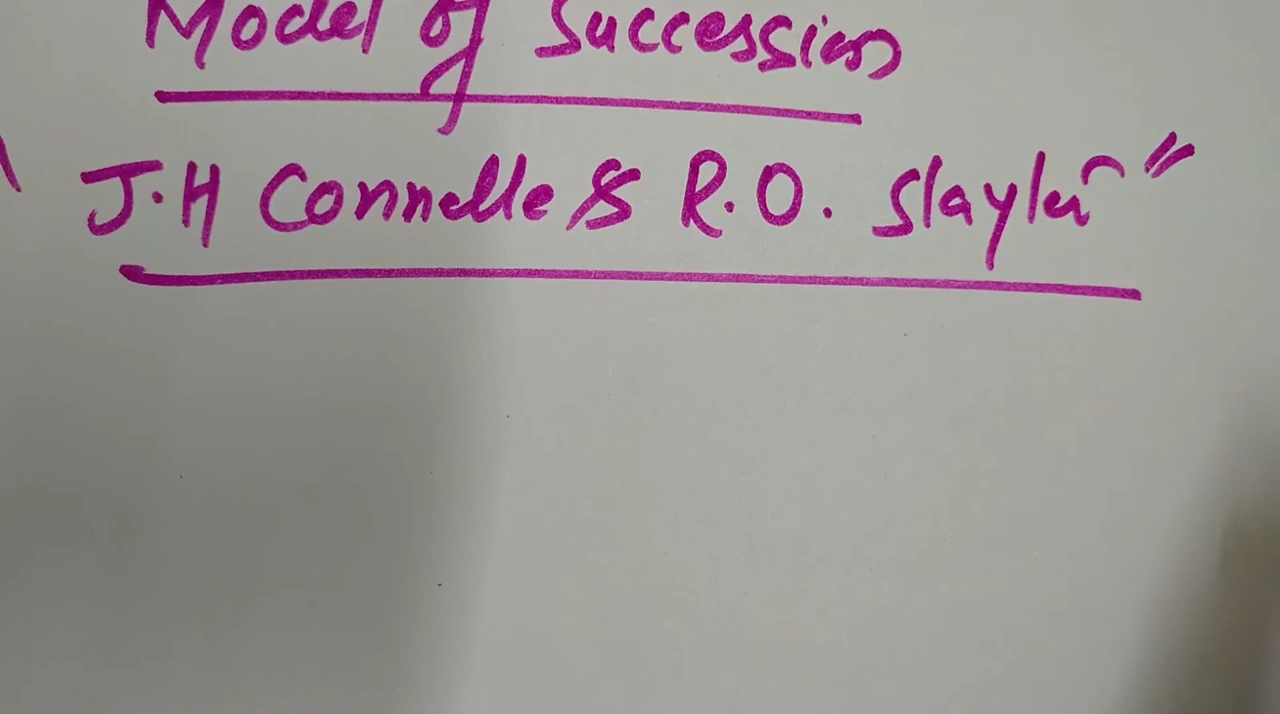 Model of Succession
" J.H Connelle & R.O. Slayler "